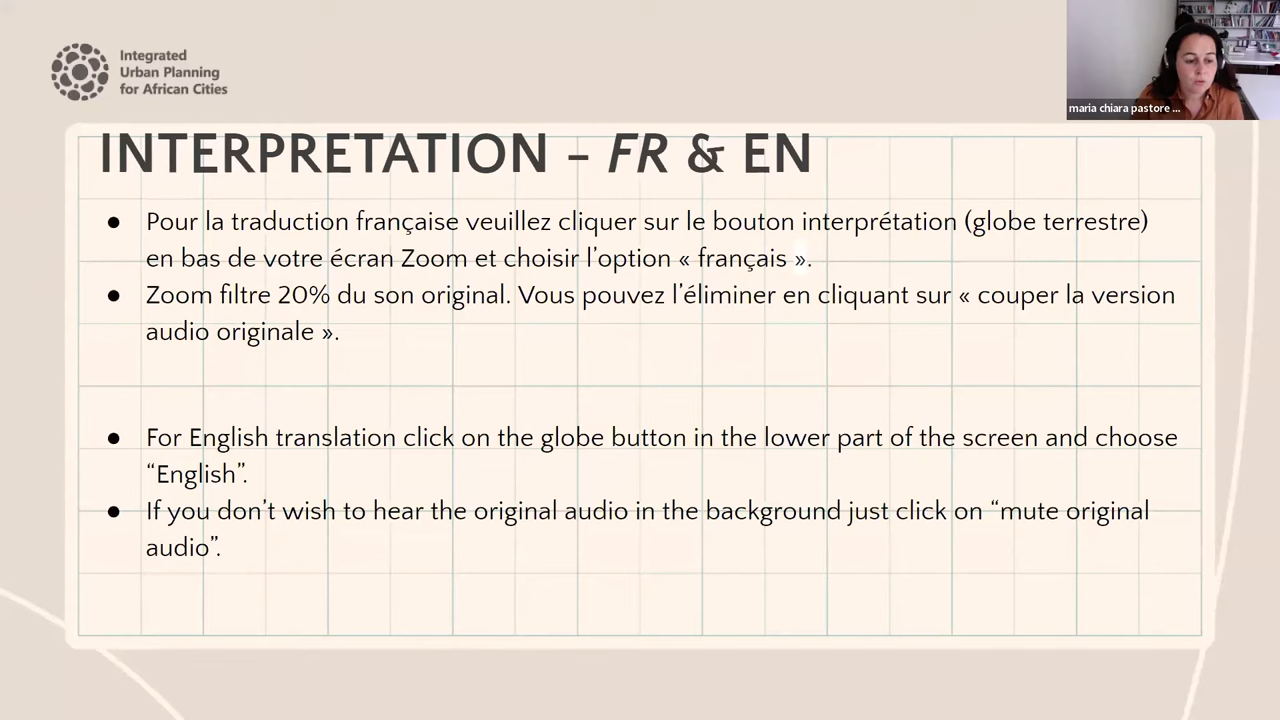 Integrated
Urban Planning
for African Cities
maria chiara pastore ...
INTERPRETATION – FR & EN
● Pour la traduction française veuillez cliquer sur le bouton interprétation (globe terrestre)
en bas de votre écran Zoom et choisir l’option « français ».
● Zoom filtre 20% du son original. Vous pouvez l’éliminer en cliquant sur « couper la version
audio originale ».
● For English translation click on the globe button in the lower part of the screen and choose
“English”.
● If you don’t wish to hear the original audio in the background just click on “mute original
audio”.